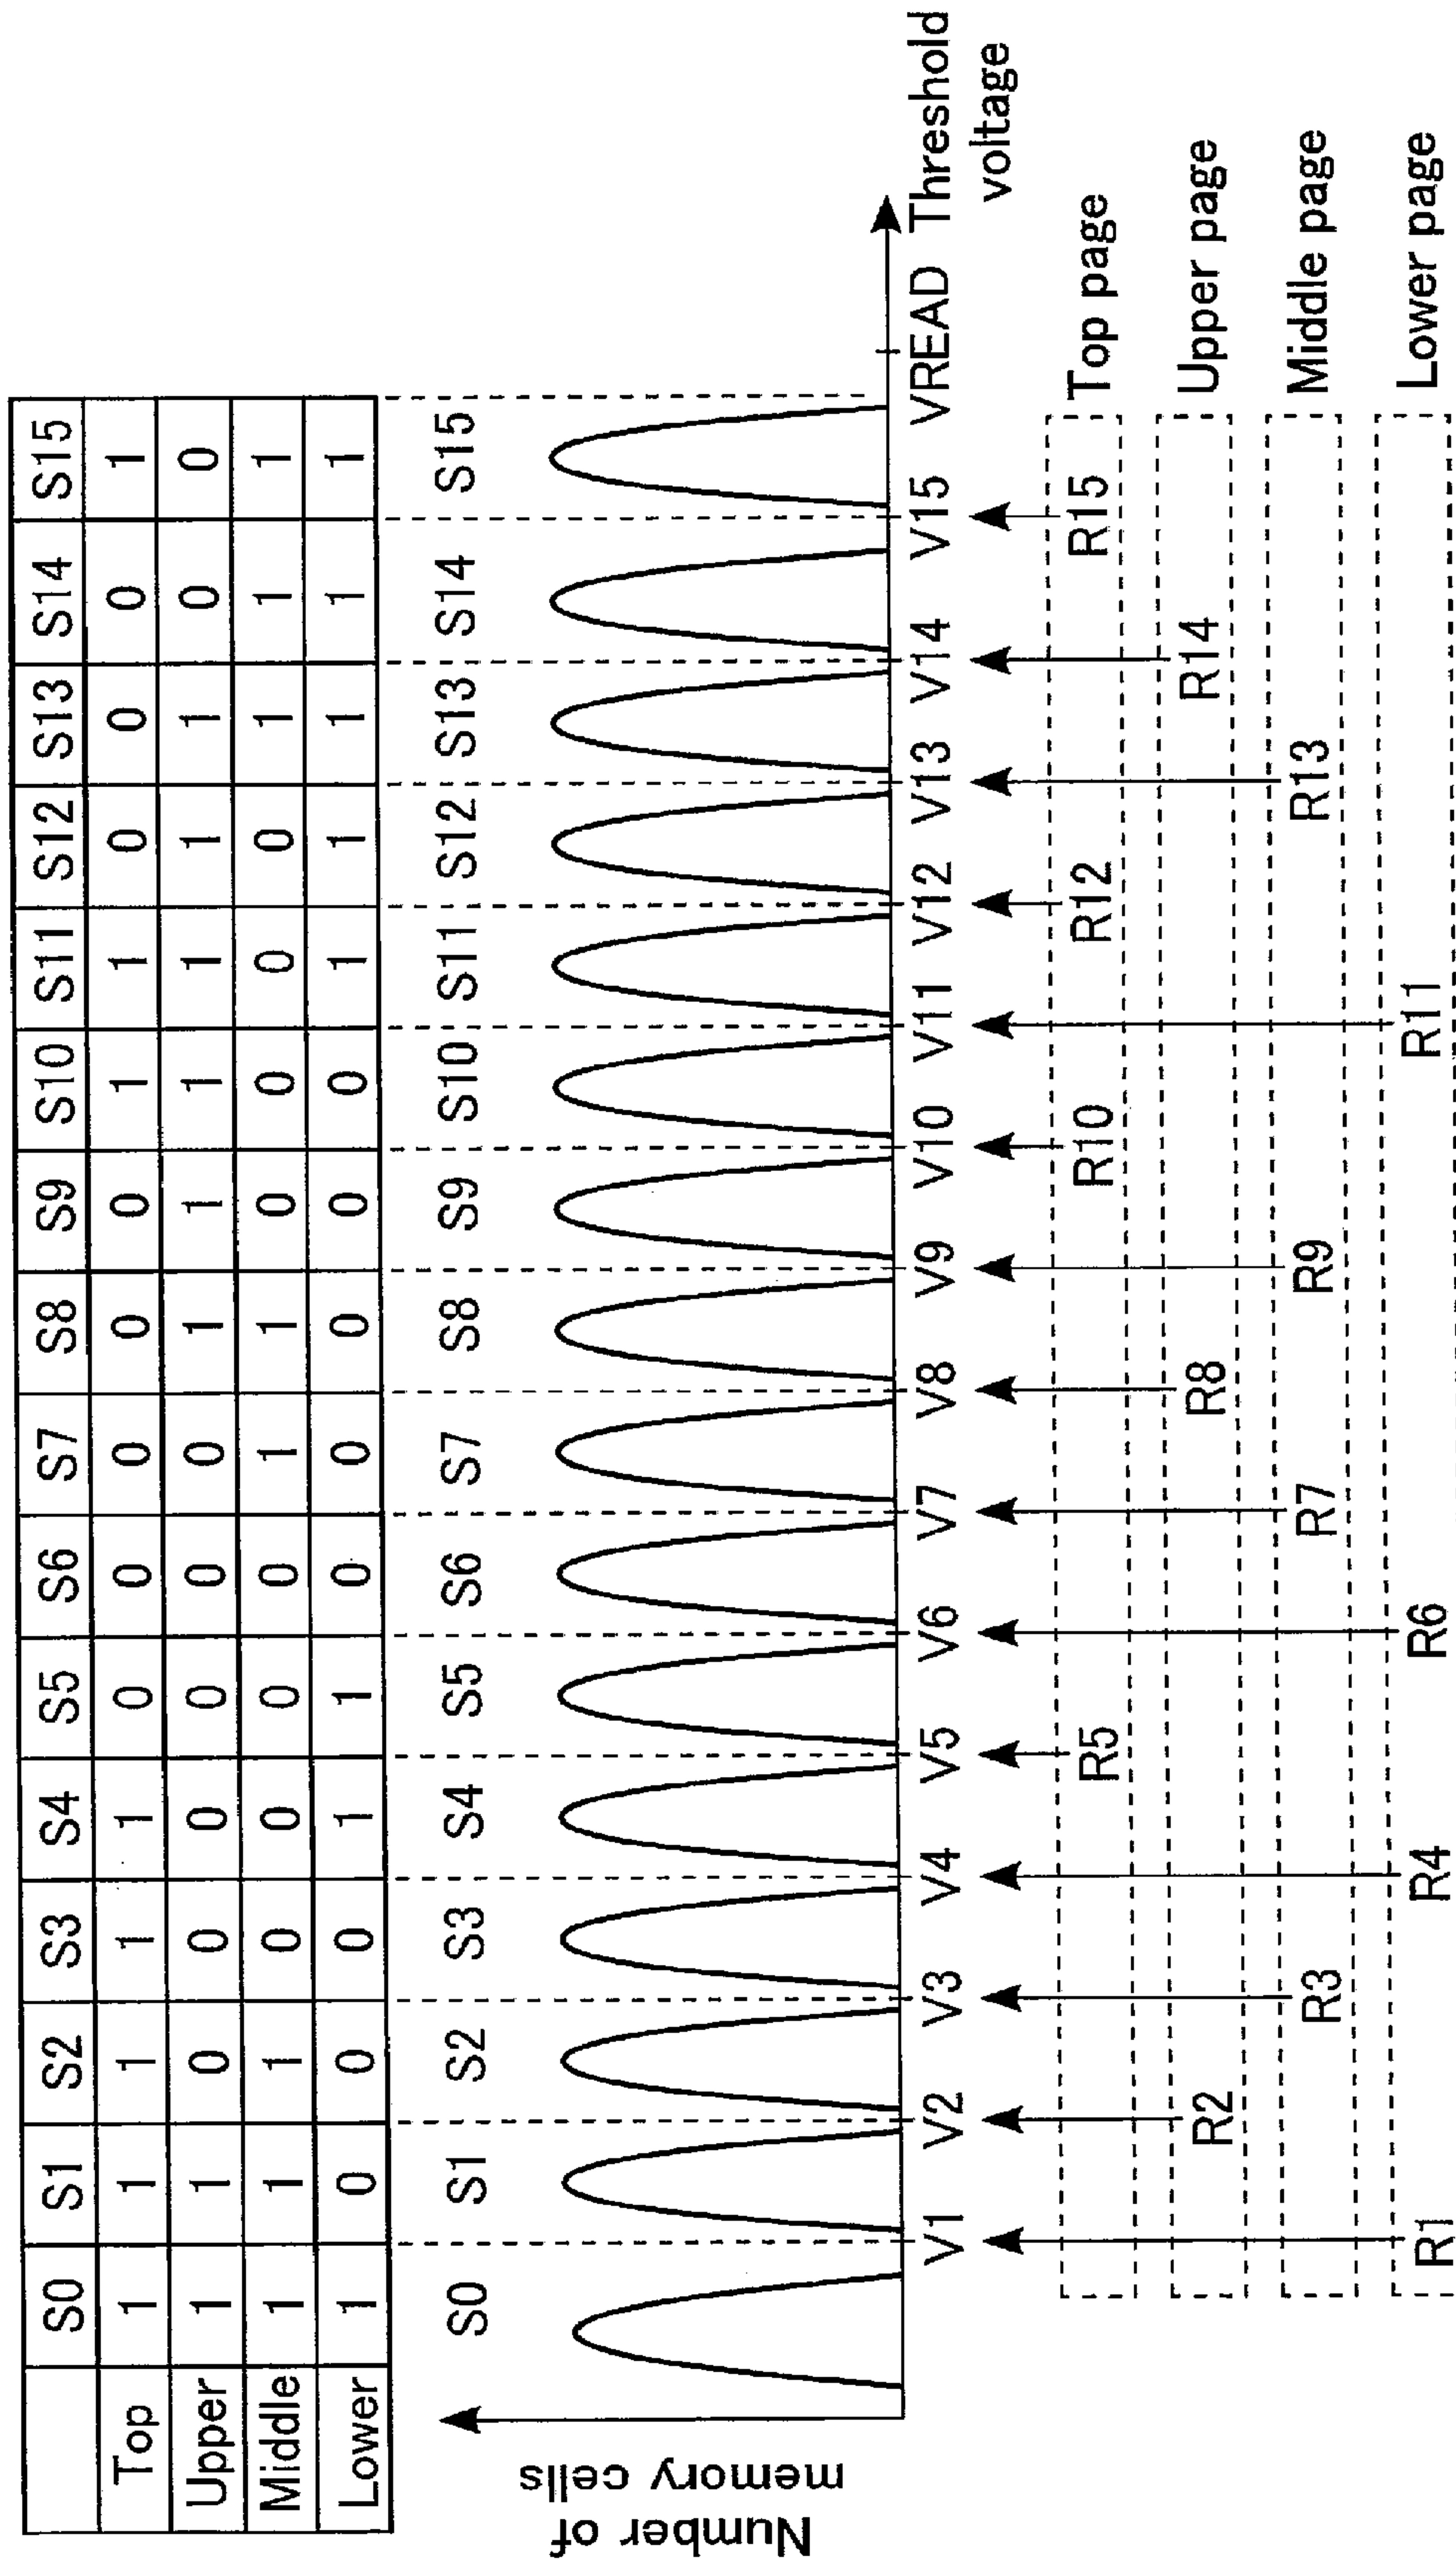 S0 S1 S2 S3 S4 S5 S6 S7 S8 S9 S10 S11 S12 S13 S14 S15
Top 1 1 1 1 1 0 0 0 0 0 1 1 0 0 0 1
Upper 1 1 0 0 0 0 0 0 1 1 1 1 1 1 0 0
Middle 1 1 1 0 0 0 0 1 1 0 0 0 0 1 1 1
Lower 1 0 0 0 1 1 0 0 0 0 0 1 1 1 1 1
S0 S1 S2 S3 S4 S5 S6 S7 S8 S9 S10 S11 S12 S13 S14 S15
Number of
memory cells
V1 V2 V3 V4 V5 V6 V7 V8 V9 V10 V11 V12 V13 V14 V15 VREAD Threshold
voltage
R5 R10 R12 R15 Top page
R2 R8 R14 Upper page
R3 R7 R9 R13 Middle page
R1 R4 R6 R11 Lower page